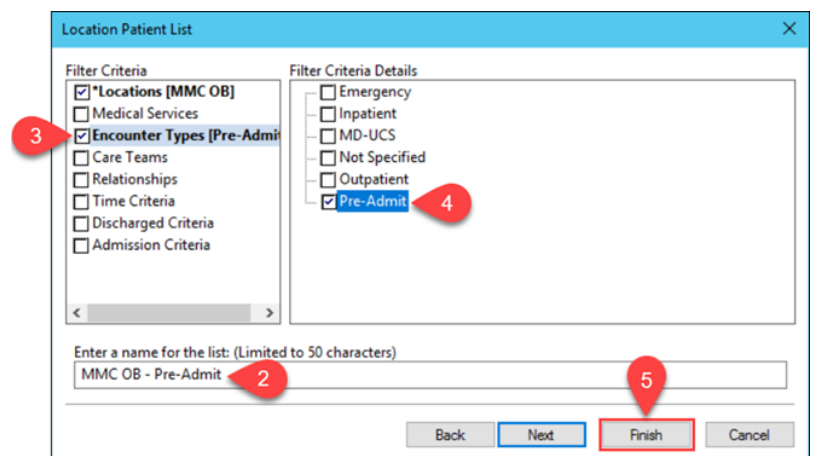 Location Patient List
Filter Criteria
*Locations [MMC OB]
Medical Services
3
Encounter Types [Pre-Admit
Care Teams
Relationships
Time Criteria
Discharged Criteria
Admission Criteria
Filter Criteria Details
Emergency
Inpatient
MD-UCS
Not Specified
Outpatient
Pre-Admit
4
Enter a name for the list: (Limited to 50 characters)
MMC OB - Pre-Admit
2
5
Back Next Finish Cancel